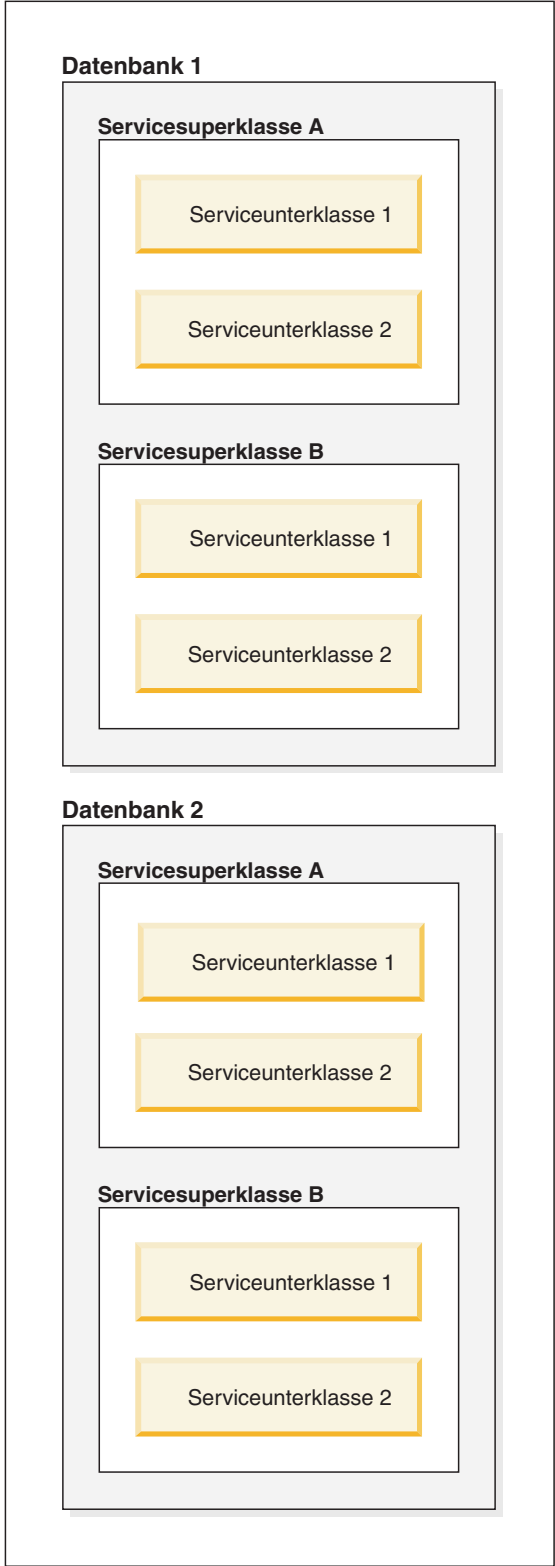 Datenbank 1
Servicesuperklasse A
Serviceunterklasse 1
Serviceunterklasse 2
Servicesuperklasse B
Serviceunterklasse 1
Serviceunterklasse 2
Datenbank 2
Servicesuperklasse A
Serviceunterklasse 1
Serviceunterklasse 2
Servicesuperklasse B
Serviceunterklasse 1
Serviceunterklasse 2